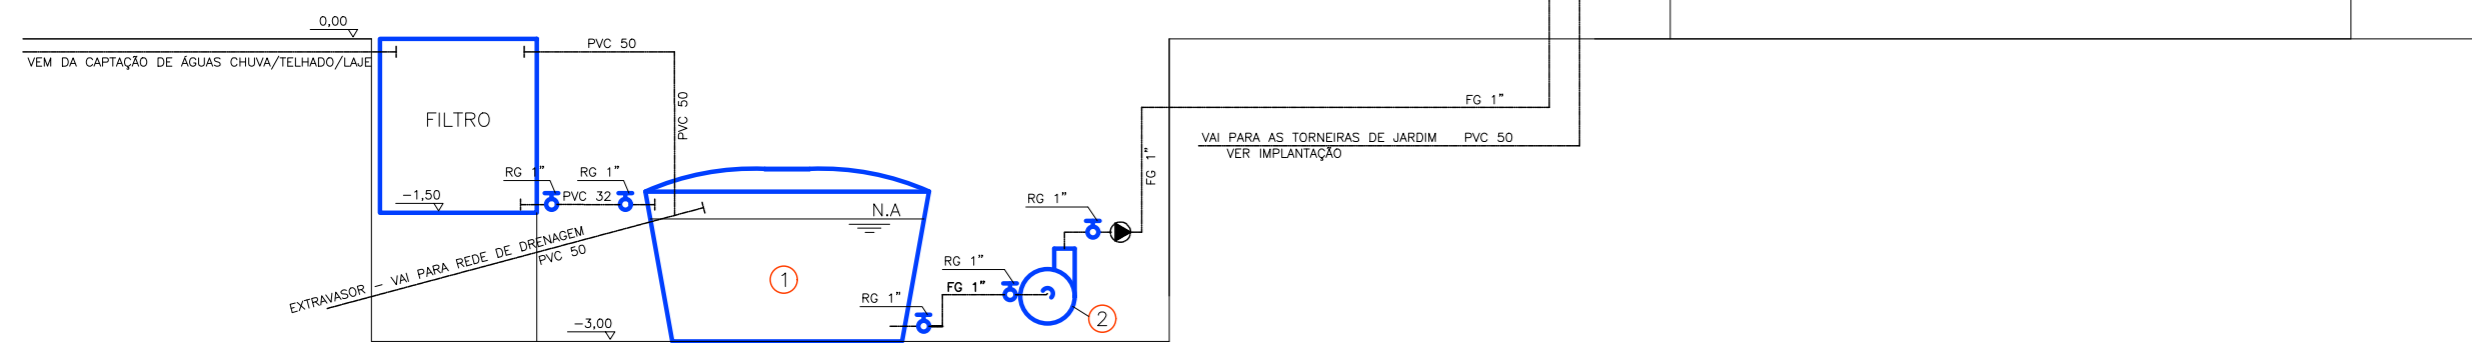 0,00
PVC 50
VEM DA CAPTAÇÃO DE ÁGUAS CHUVA/TELHADO/LAJE
PVC 50
FG 1"
FILTRO
VAI PARA AS TORNEIRAS DE JARDIM PVC 50
VER IMPLANTAÇÃO
FG 1"
RG 1"
RG 1"
−1,50
PVC 32
RG 1"
N.A
EXTRAVASOR − VAI PARA REDE DE DRENAGEM
PVC 50
RG 1"
1
FG 1"
RG 1"
2
−3,00